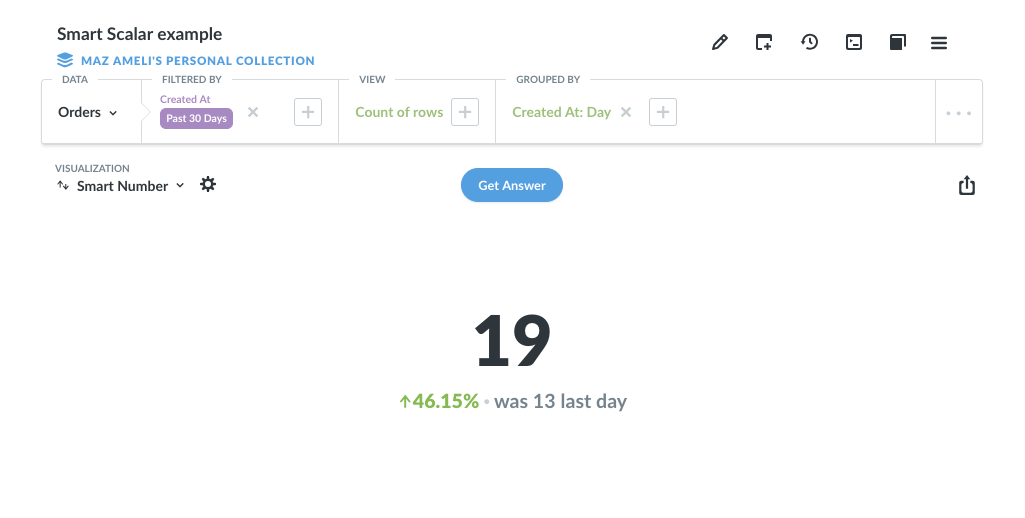 Smart Scalar example
MAZ AMELI'S PERSONAL COLLECTION
DATA
FILTERED BY
VIEW
GROUPED BY
Orders
Created At
Past 30 Days
Count of rows
Created At: Day
VISUALIZATION
Smart Number
Get Answer
19
↑46.15% • was 13 last day